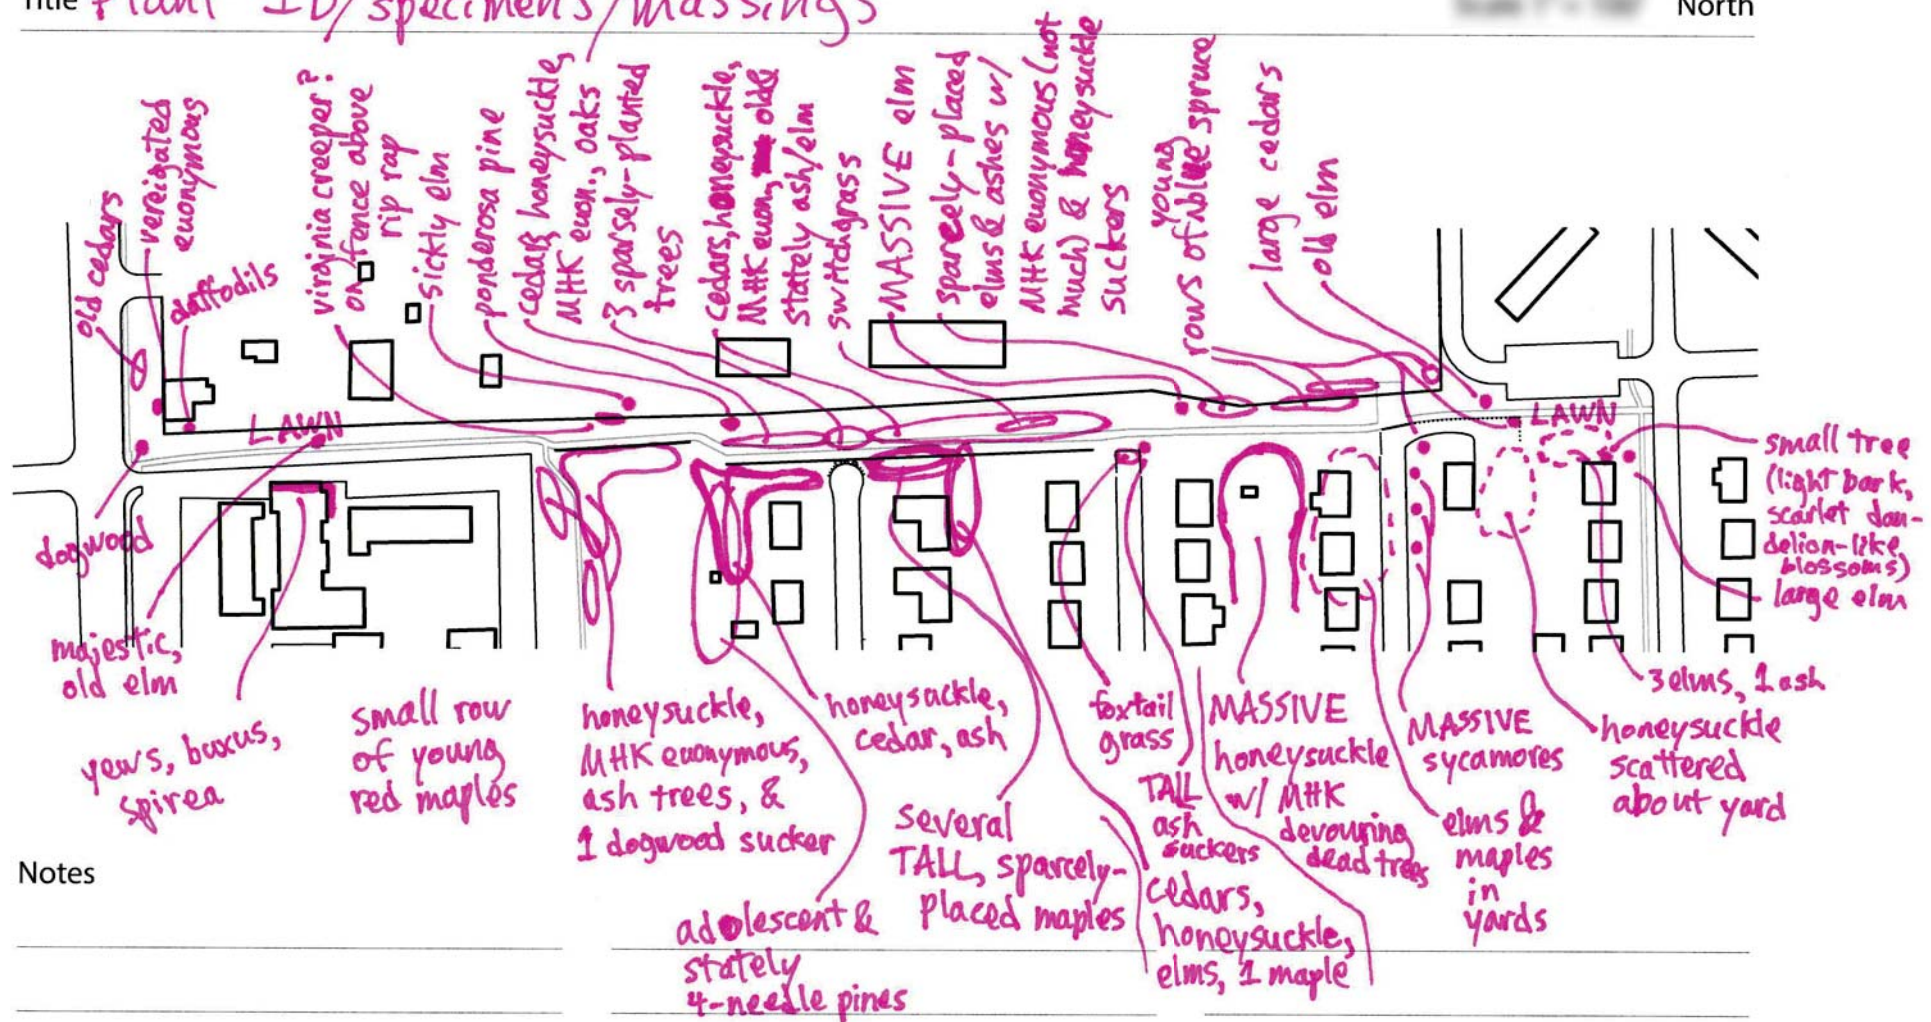 Title Plant ID/specimens/massings
North
old cedars
vereigated
euonymous
daffodils
virginia creeper?
on fence above
rip rap
sickly elm
ponderosa pine
cedars, honeysuckle,
MHK euon., oaks
3 sparsely-planted
trees
cedars, honeysuckle,
MHK euon, old &
stately ash/elm
switchgrass
MASSIVE elm
sparcely-placed
elms & ashes w/
MHK euonymous (not
much) & honeysuckle
suckers
young
rows of blue spruce
large cedars
old elm
LAWN
LAWN
small tree
(light bark,
scarlet dan-
delion-like
blossoms)
large elm
dogwood
majestic,
old elm
yews, buxus,
spirea
small row
of young
red maples
honeysuckle,
MHK euonymous,
ash trees, &
1 dogwood sucker
honeysuckle,
cedar, ash
adolescent &
stately
4-needle pines
several
TALL, sparcely-
placed maples
foxtail
grass
TALL
ash
suckers
cedars,
honeysuckle,
elms, 1 maple
MASSIVE
honeysuckle
w/ MHK
devouring
dead trees
MASSIVE
sycamores
elms &
maples
in
yards
3 elms, 1 ash
honeysuckle
scattered
about yard
Notes